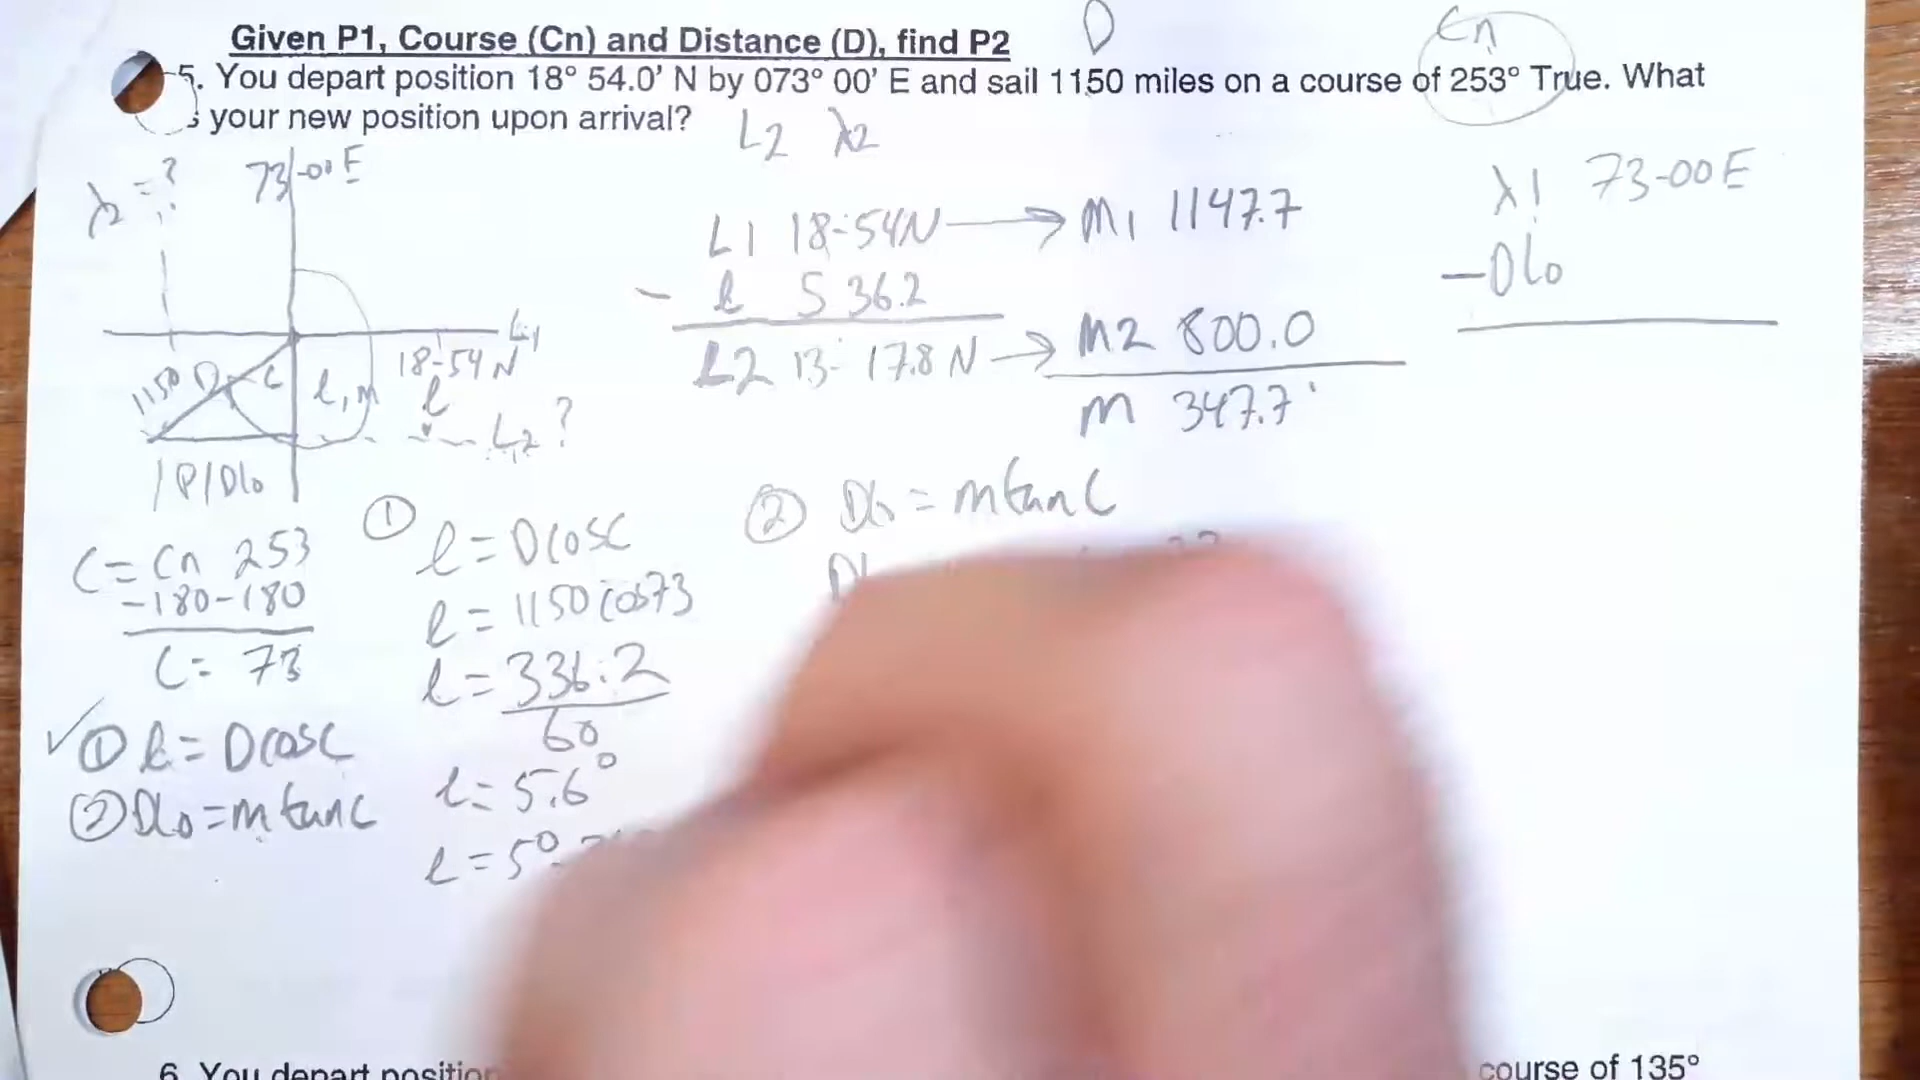 Given P1, Course (Cn) and Distance (D), find P2
D
Cn
5. You depart position 18° 54.0' N by 073° 00' E and sail 1150 miles on a course of 253° True. What
your new position upon arrival?
L2 λ2
λ2 = ?
73-00 E
L1
18-54 N
1150 D
C
l, m
l
L2 ?
P/Dlo
L1 18-54N → M1 1147.7
- l 5 36.2
L2 13- 17.8 N → M2 800.0
m 347.7'
λ1 73-00E
- Dlo
C = Cn 253
-180-180
C = 73
✓ ① l = D cos C
② Dlo = m tan C
① l = D cos C
l = 1150 cos 73
l = 336.2
60
l = 5.6°
l = 5°
② Dlo = m tan C
6. You depart position
course of 135°